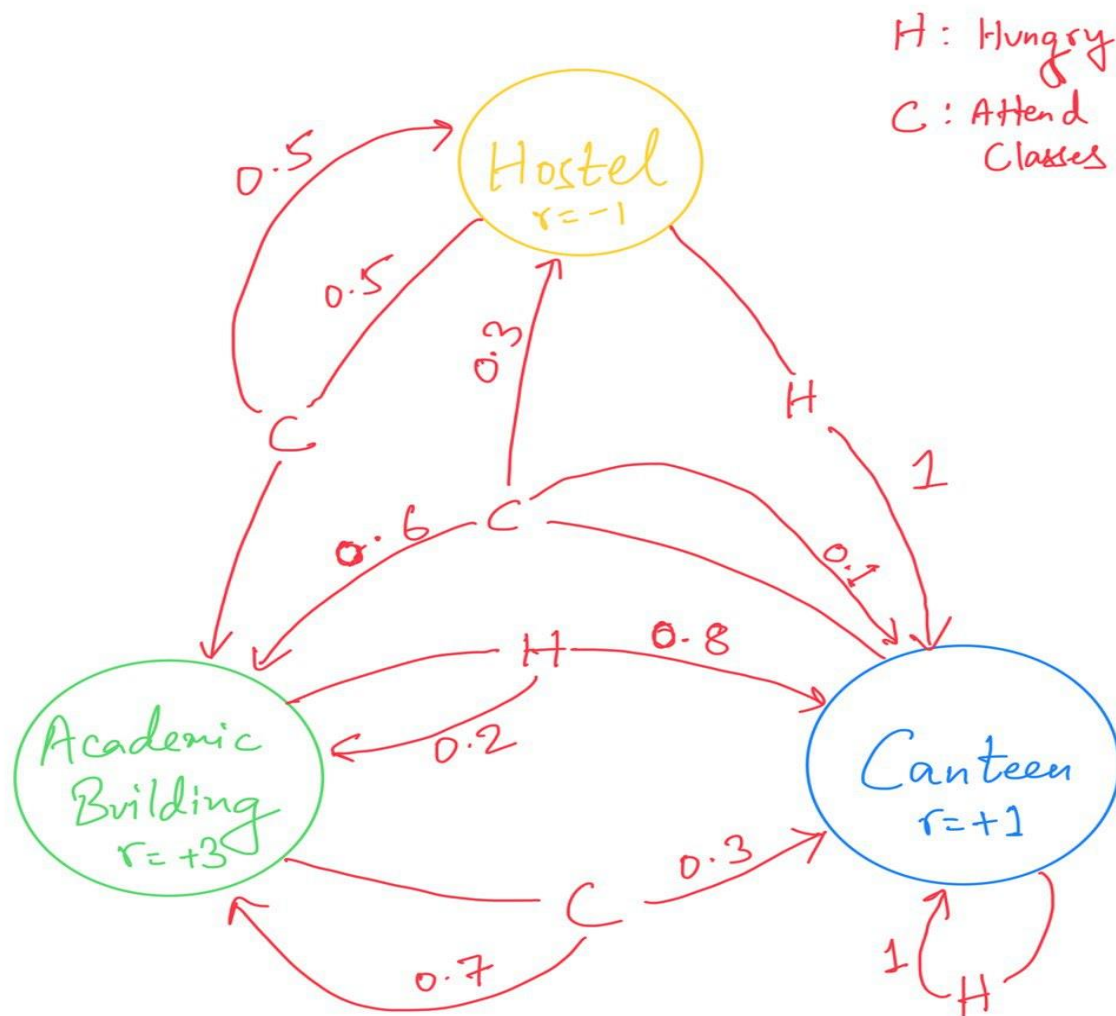 H : Hungry
C : Attend
Classes
0.5
Hostel
r=-1
0.5
0.3
H
C
1
0.6
C
0.1
H
0.8
0.2
Academic
Building
r=+3
Canteen
r=+1
C
0.3
0.7
1
H